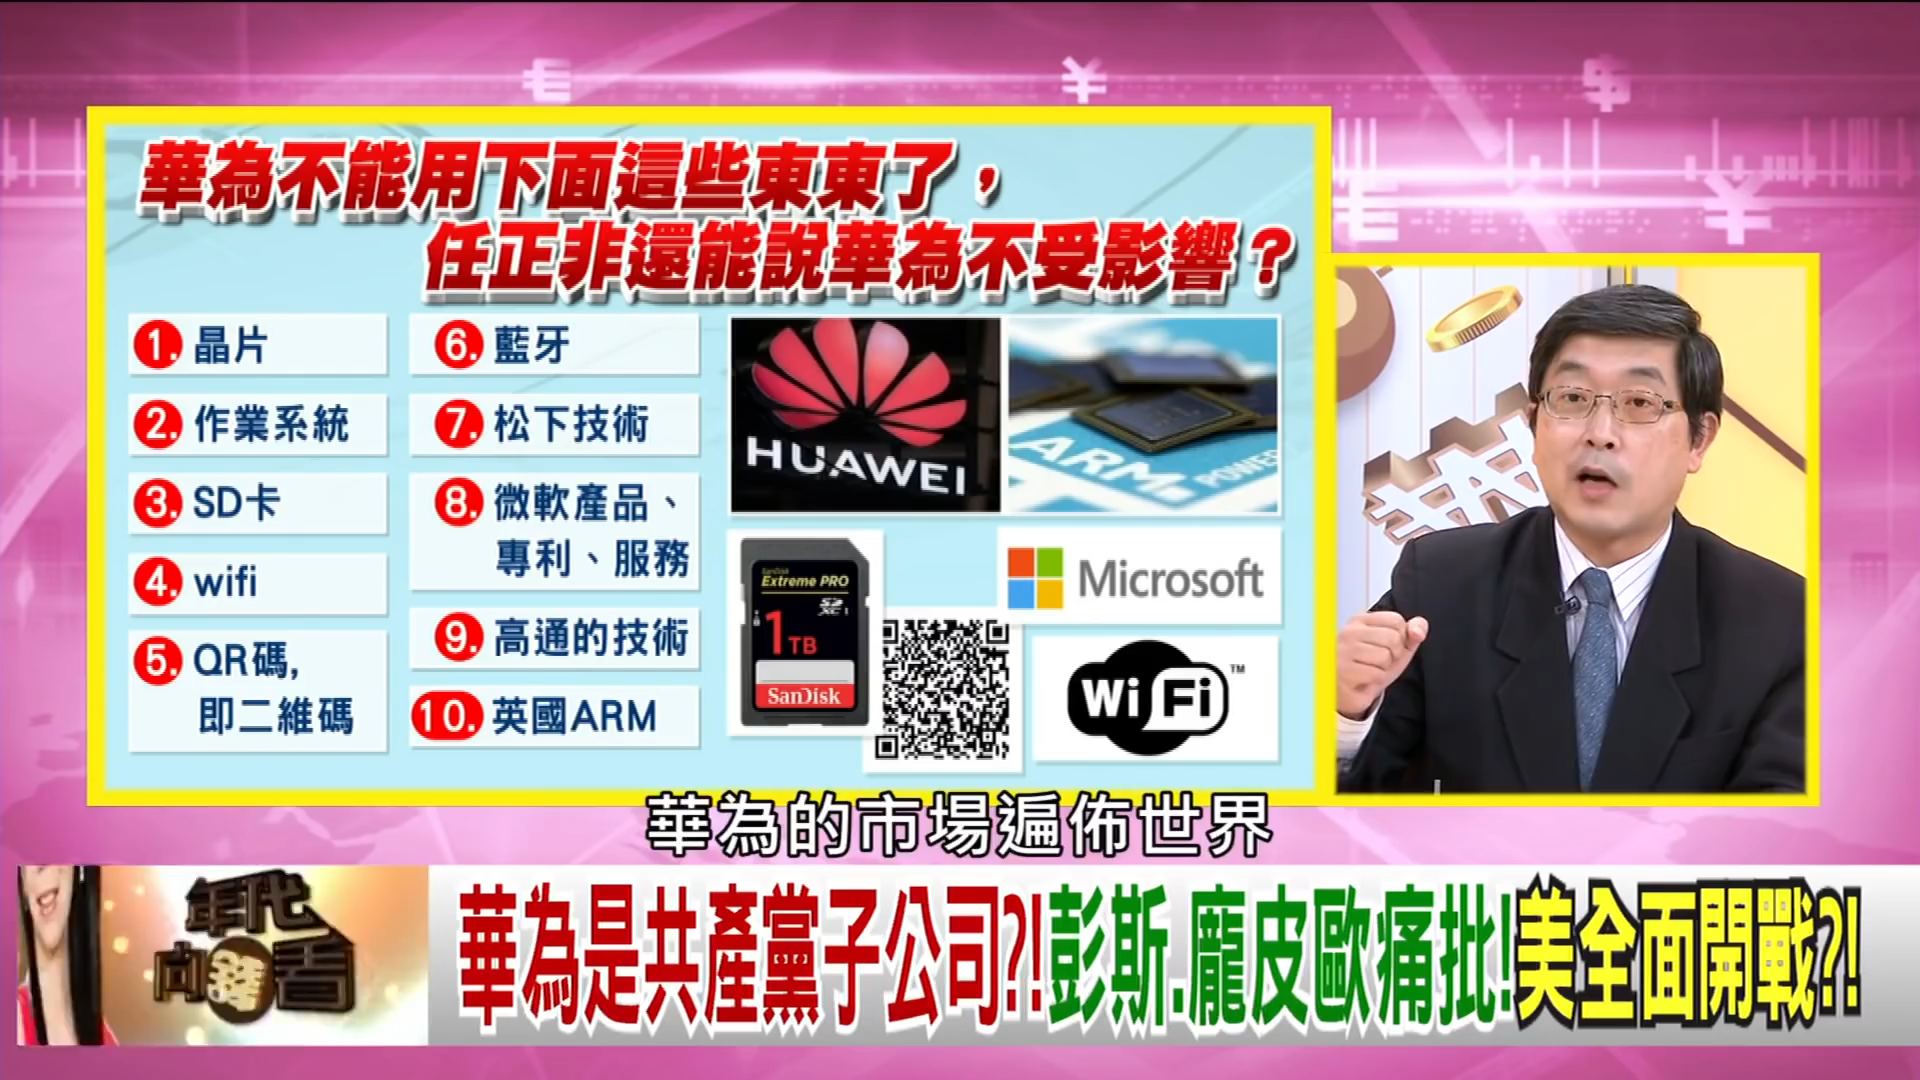 華為不能用下面這些東東了，
任正非還能說華為不受影響？
1. 晶片
2. 作業系統
3. SD卡
4. wifi
5. QR碼,
即二維碼
6. 藍牙
7. 松下技術
8. 微軟產品、
專利、服務
9. 高通的技術
10. 英國ARM
HUAWEI
ARM
POWER
SanDisk
Extreme PRO
1TB
SanDisk
Microsoft
WiFi™
華為的市場遍佈世界
年代
向錢看
華為是共產黨子公司?!彭斯.龐皮歐痛批!美全面開戰?!